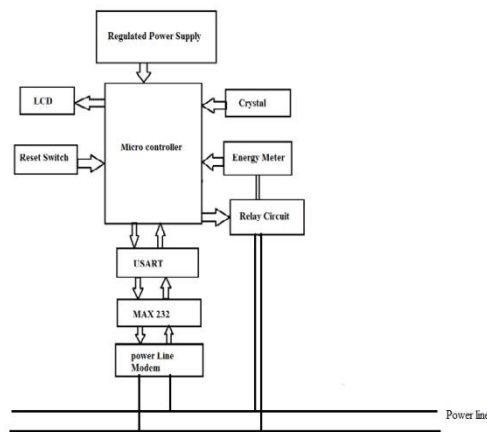 Regulated Power Supply
LCD
Crystal
Micro controller
Reset Switch
Energy Meter
Relay Circuit
USART
MAX 232
power Line
Modem
Power line